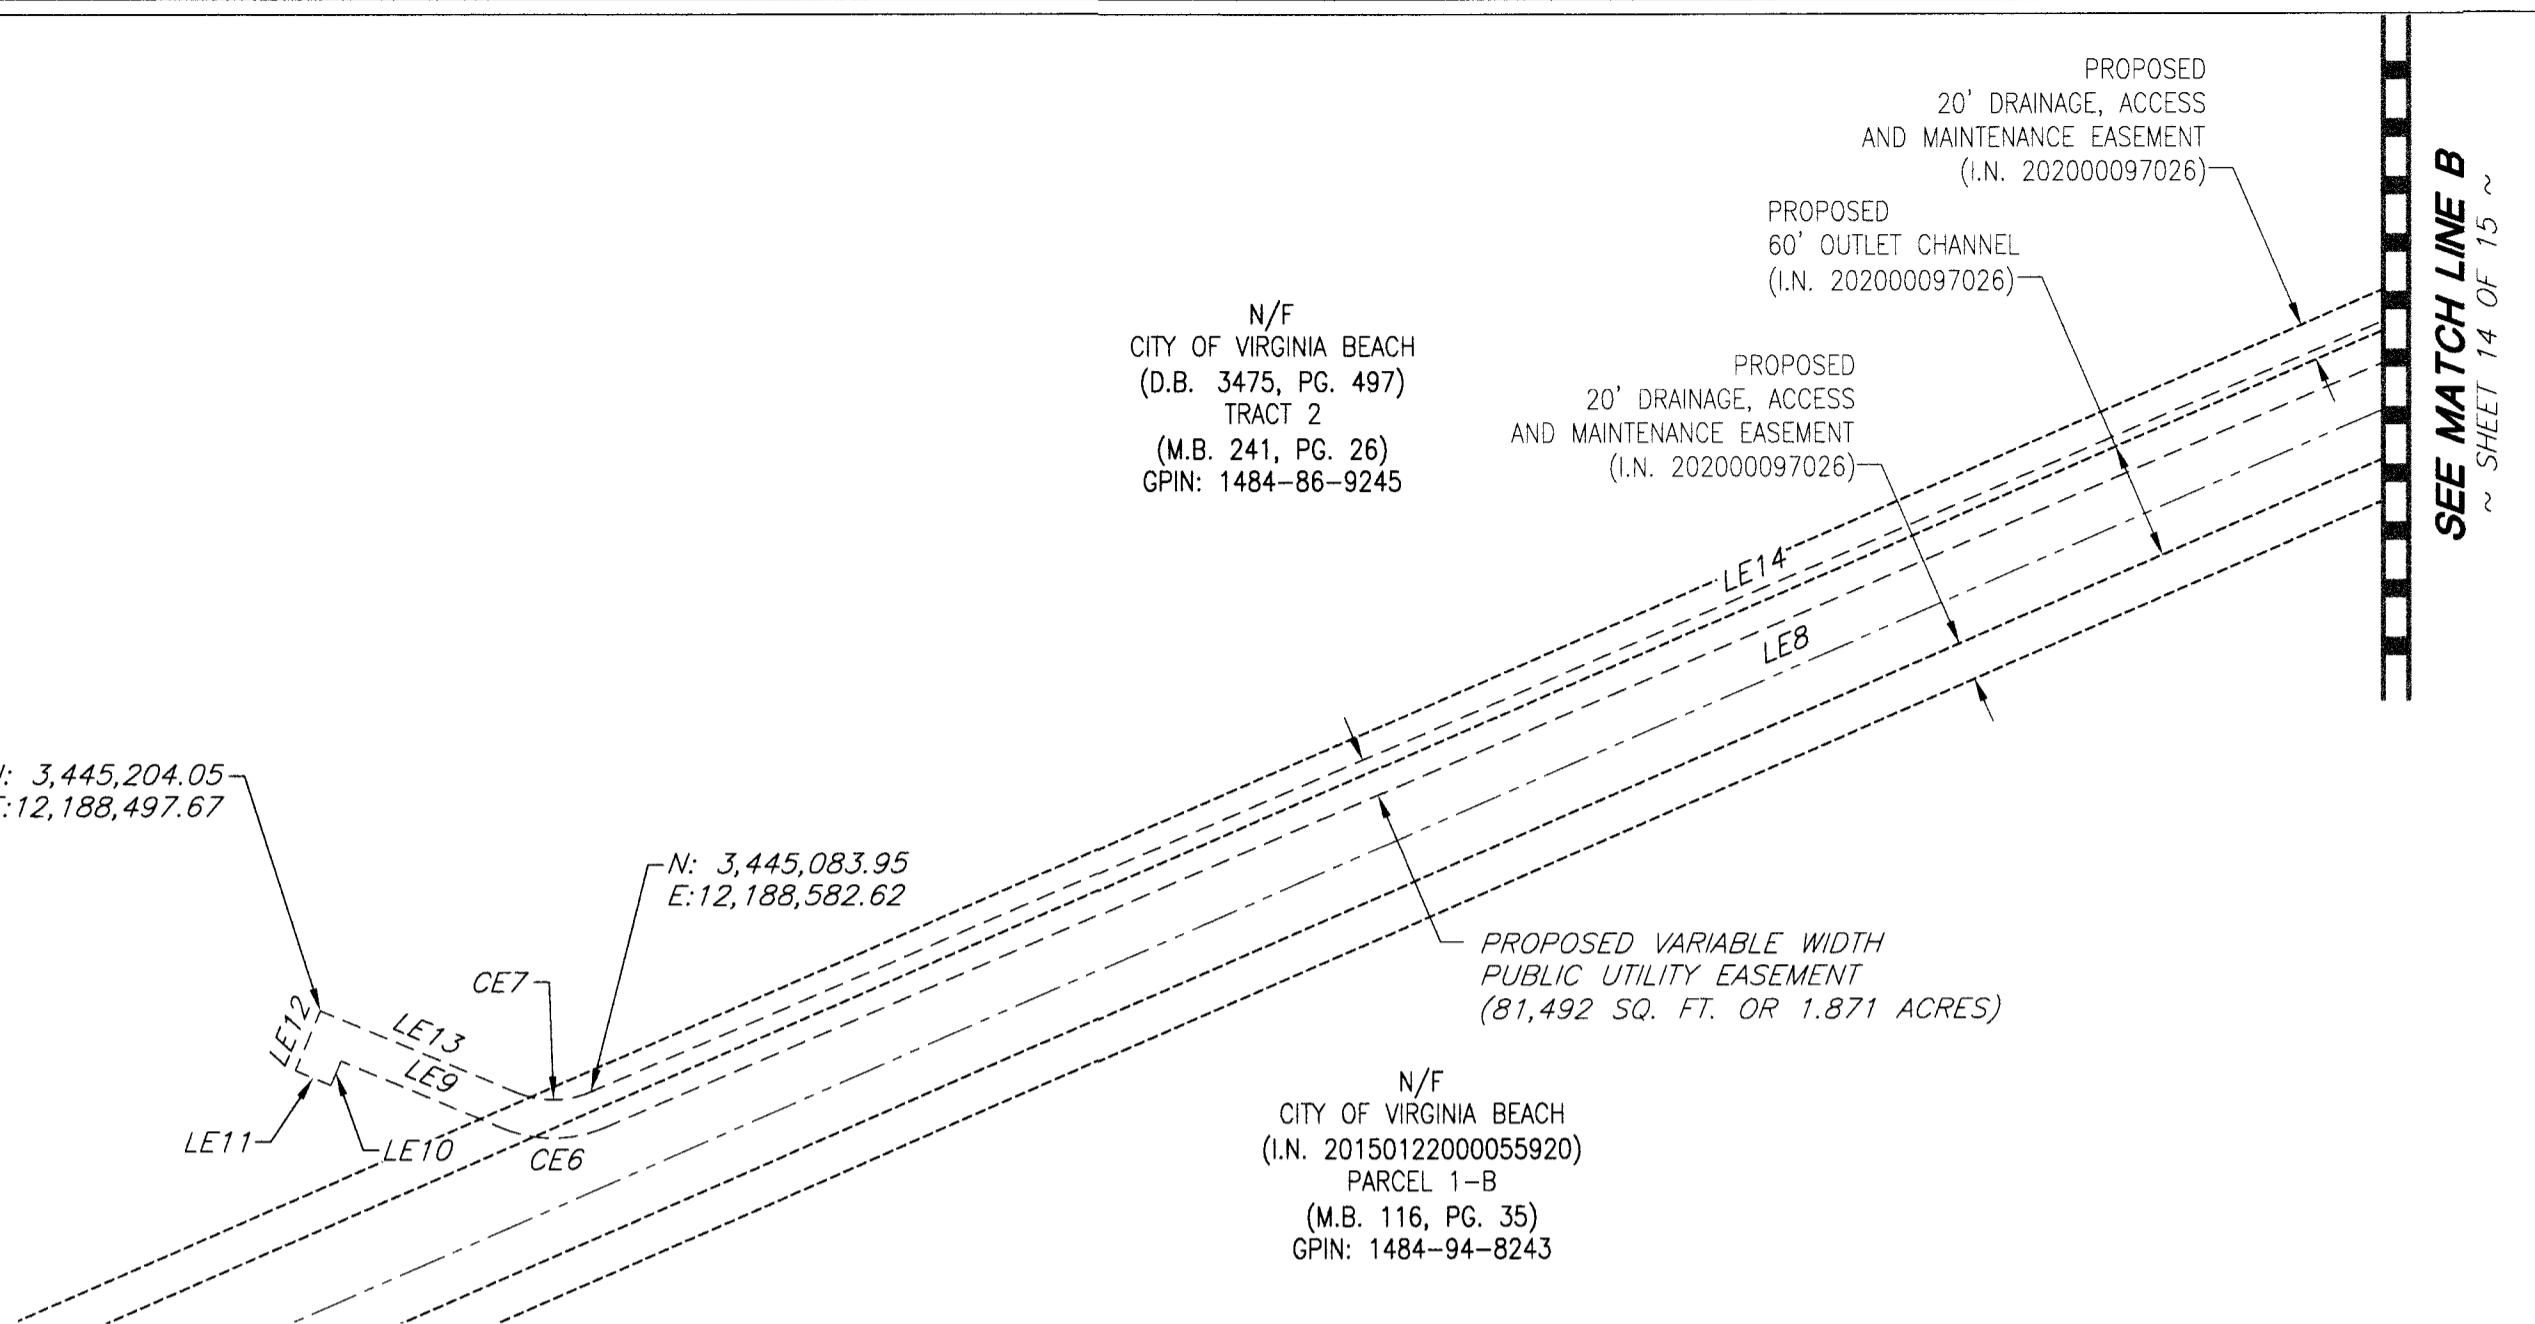 PROPOSED
20' DRAINAGE, ACCESS
AND MAINTENANCE EASEMENT
(I.N. 202000097026)
PROPOSED
60' OUTLET CHANNEL
(I.N. 202000097026)
N/F
CITY OF VIRGINIA BEACH
(D.B. 3475, PG. 497)
TRACT 2
(M.B. 241, PG. 26)
GPIN: 1484-86-9245
PROPOSED
20' DRAINAGE, ACCESS
AND MAINTENANCE EASEMENT
(I.N. 202000097026)
SEE MATCH LINE B
~ SHEET 14 OF 15 ~
LE14
LE8
: 3,445,204.05
:12,188,497.67
N: 3,445,083.95
E:12,188,582.62
PROPOSED VARIABLE WIDTH
PUBLIC UTILITY EASEMENT
(81,492 SQ. FT. OR 1.871 ACRES)
CE7
LE12
LE13
LE9
LE11
LE10
CE6
N/F
CITY OF VIRGINIA BEACH
(I.N. 20150122000055920)
PARCEL 1-B
(M.B. 116, PG. 35)
GPIN: 1484-94-8243